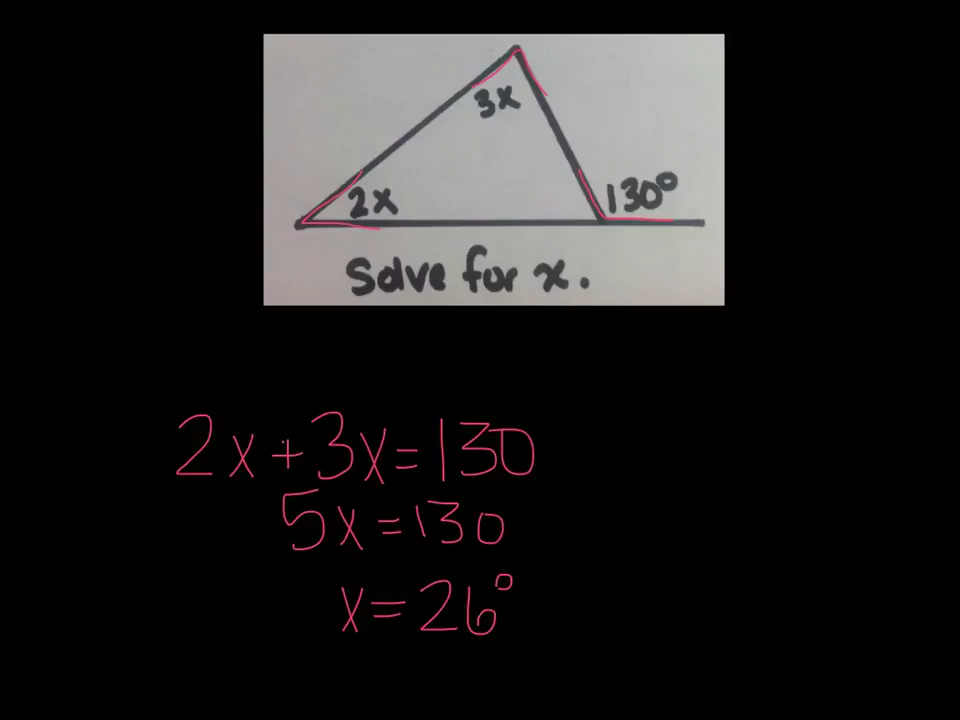 3x
2x
130°
Solve for x.
2x+3x=130
5x=130
x=26°